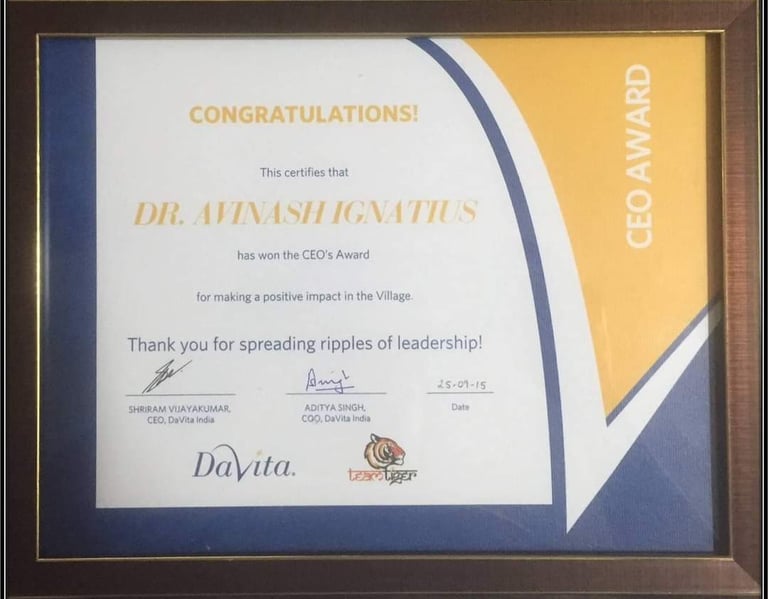 CONGRATULATIONS!
CEO AWARD
This certifies that
DR. AVINASH IGNATIUS
has won the CEO's Award
for making a positive impact in the Village.
Thank you for spreading ripples of leadership!
25-09-15
SHRIRAM VIJAYAKUMAR,
CEO, DaVita India
ADITYA SINGH,
COO, DaVita India
Date
DaVita.
teamtiger